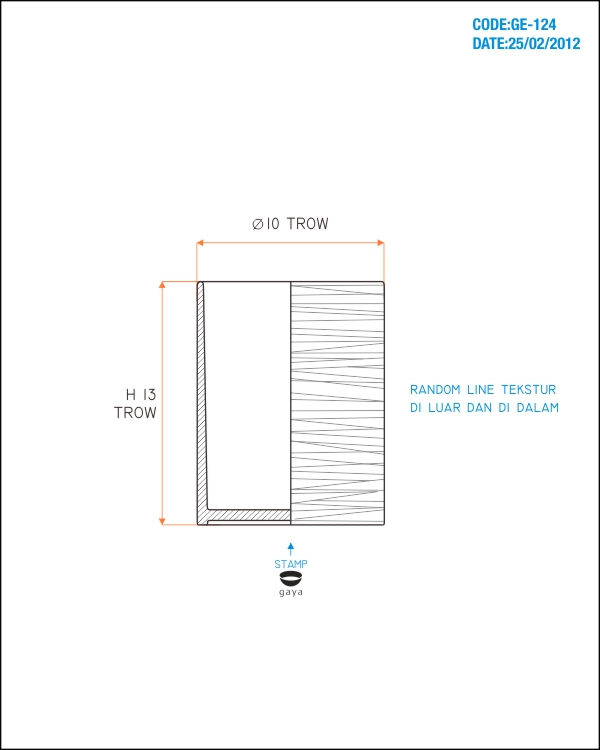 CODE:GE-124
DATE:25/02/2012
Ø10 TROW
H 13
TROW
RANDOM LINE TEKSTUR
DI LUAR DAN DI DALAM
STAMP
gaya